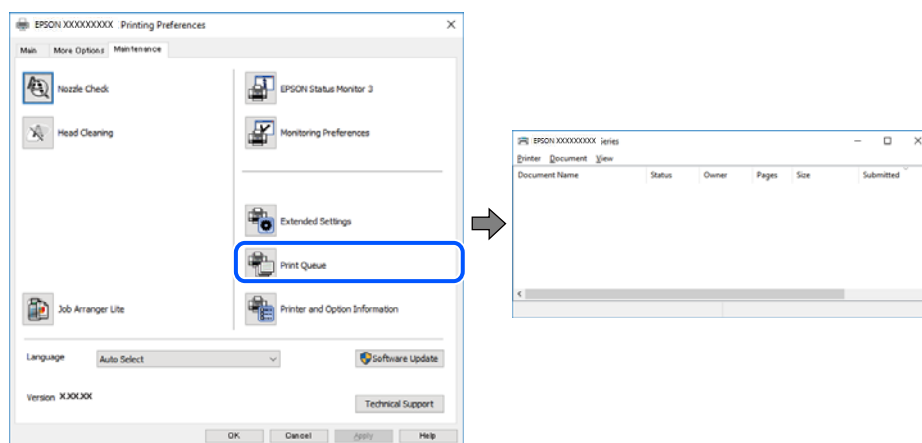 EPSON XXXXXXXXX Printing Preferences
Main More Options Maintenance
Nozzle Check
EPSON Status Monitor 3
Head Cleaning
Monitoring Preferences
Extended Settings
Print Queue
Job Arranger Lite
Printer and Option Information
Language Auto Select
Software Update
Version X.XX.XX
Technical Support
OK Cancel Apply Help
EPSON XXXXXXXXX ieries
Printer Document View
Document Name Status Owner Pages Size Submitted